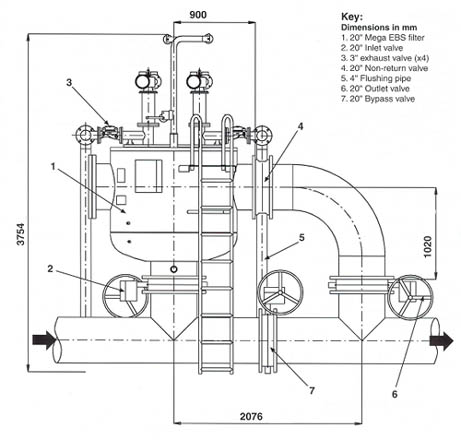 900
Key:
Dimensions in mm
1. 20" Mega EBS filter
2. 20" Inlet valve
3. 3" exhaust valve (x4)
4. 20" Non-return valve
5. 4" Flushing pipe
6. 20" Outlet valve
7. 20" Bypass valve
3
4
1
3754
1020
5
2
7
6
2076